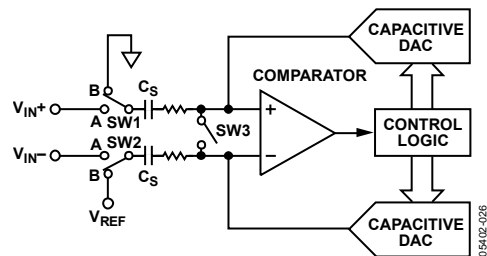 CAPACITIVE
DAC
COMPARATOR
B
CS
VIN+
A SW1
+
SW3
CONTROL
LOGIC
VIN–
A SW2
–
B
CS
VREF
CAPACITIVE
DAC
05402-026